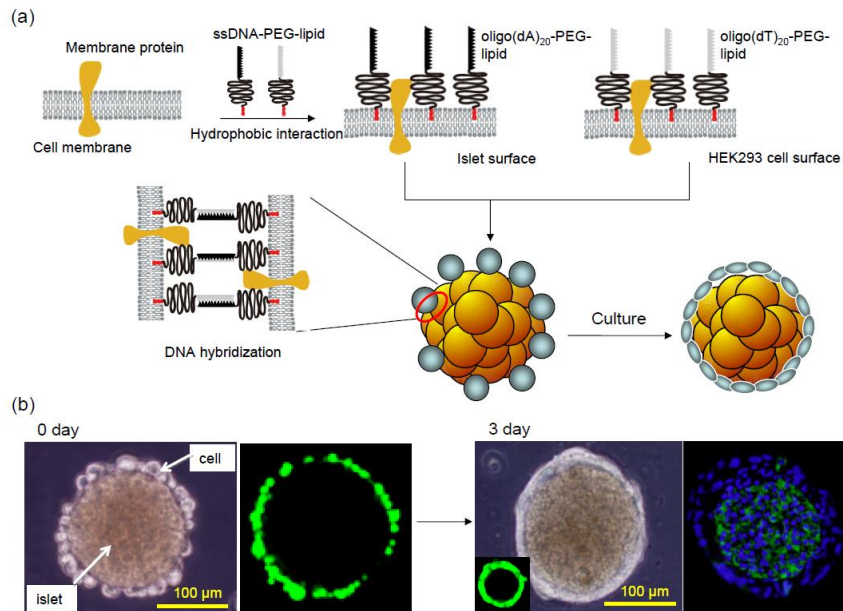 (a)
Membrane protein
Cell membrane
ssDNA-PEG-lipid
Hydrophobic interaction
oligo(dA)20-PEG-
lipid
Islet surface
oligo(dT)20-PEG-
lipid
HEK293 cell surface
DNA hybridization
Culture
(b)
0 day
cell
islet
100 µm
3 day
100 µm